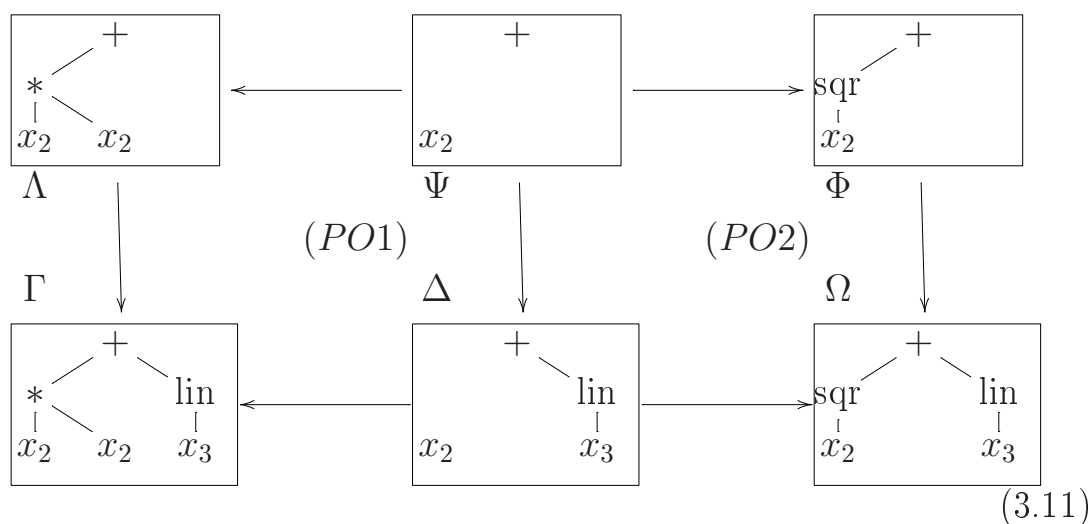 + + +
* sqr
x₂ x₂ x₂ x₂
Λ Ψ Φ
(PO1) (PO2)
Γ Δ Ω
+ + +
* lin lin sqr lin
x₂ x₂ x₃ x₂ x₃ x₂ x₃
(3.11)